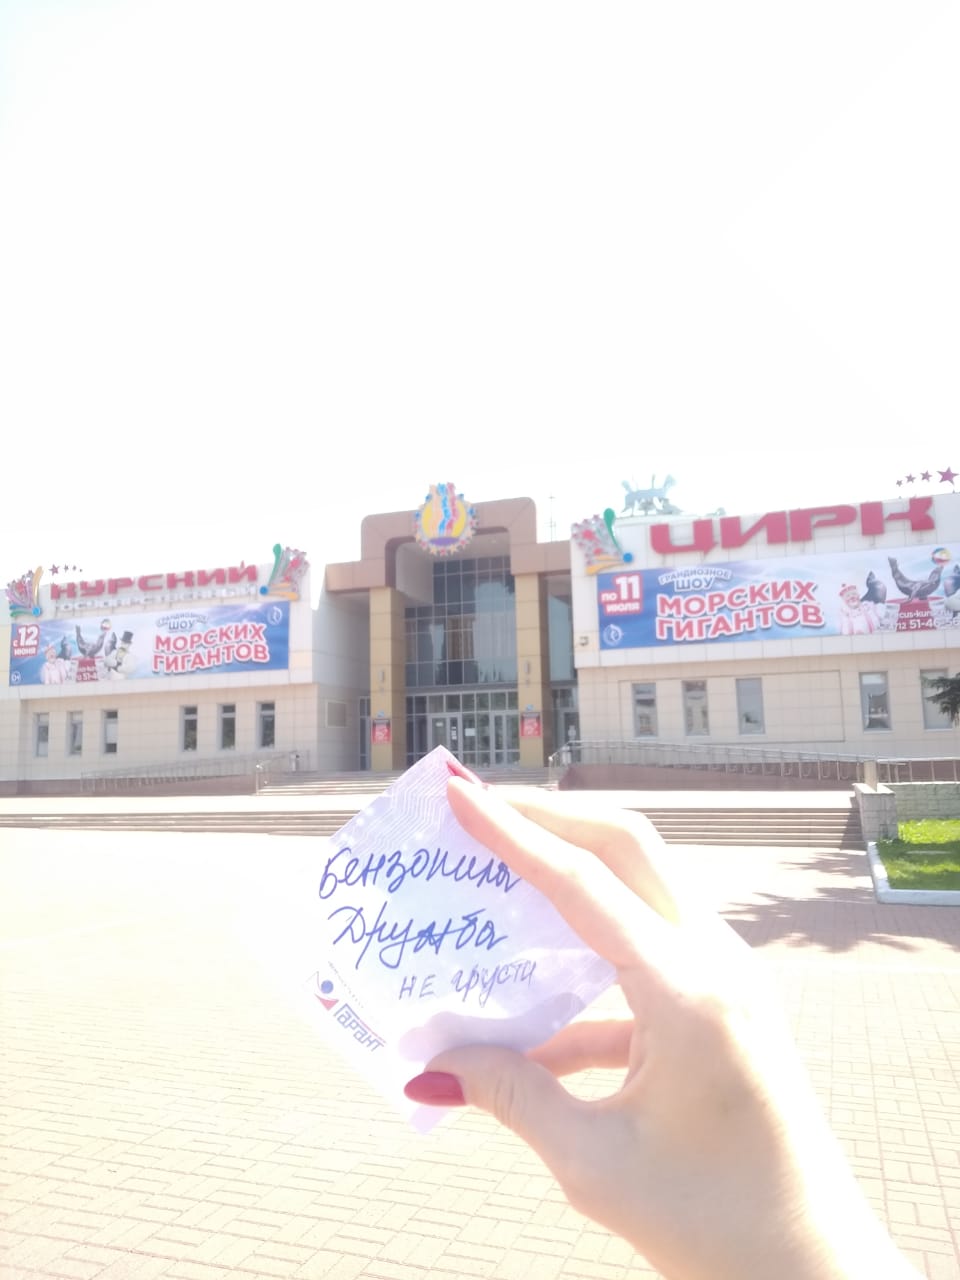 КУРСКИЙ
ЦИРК
с 12
ИЮНЯ
ГРАНДИОЗНОЕ
ШОУ
МОРСКИХ
ГИГАНТОВ
0+
по 11
ИЮЛЯ
ГРАНДИОЗНОЕ
ШОУ
МОРСКИХ
ГИГАНТОВ
Бензопила
Дружба
не грусти
Гарант